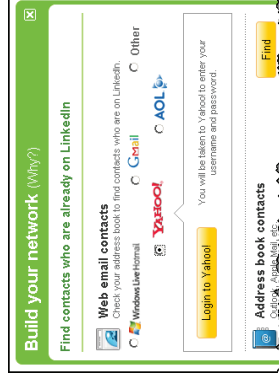 Build your network (Why?)
Find contacts who are already on LinkedIn
Web email contacts
Check your address book to find contacts who are on LinkedIn.
Windows Live Hotmail
Gmail
Other
YAHOO!
AOL
Login to Yahoo!
You will be taken to Yahoo! to enter your
username and password.
Address book contacts
Outlook, Apple Mail, etc.
Find